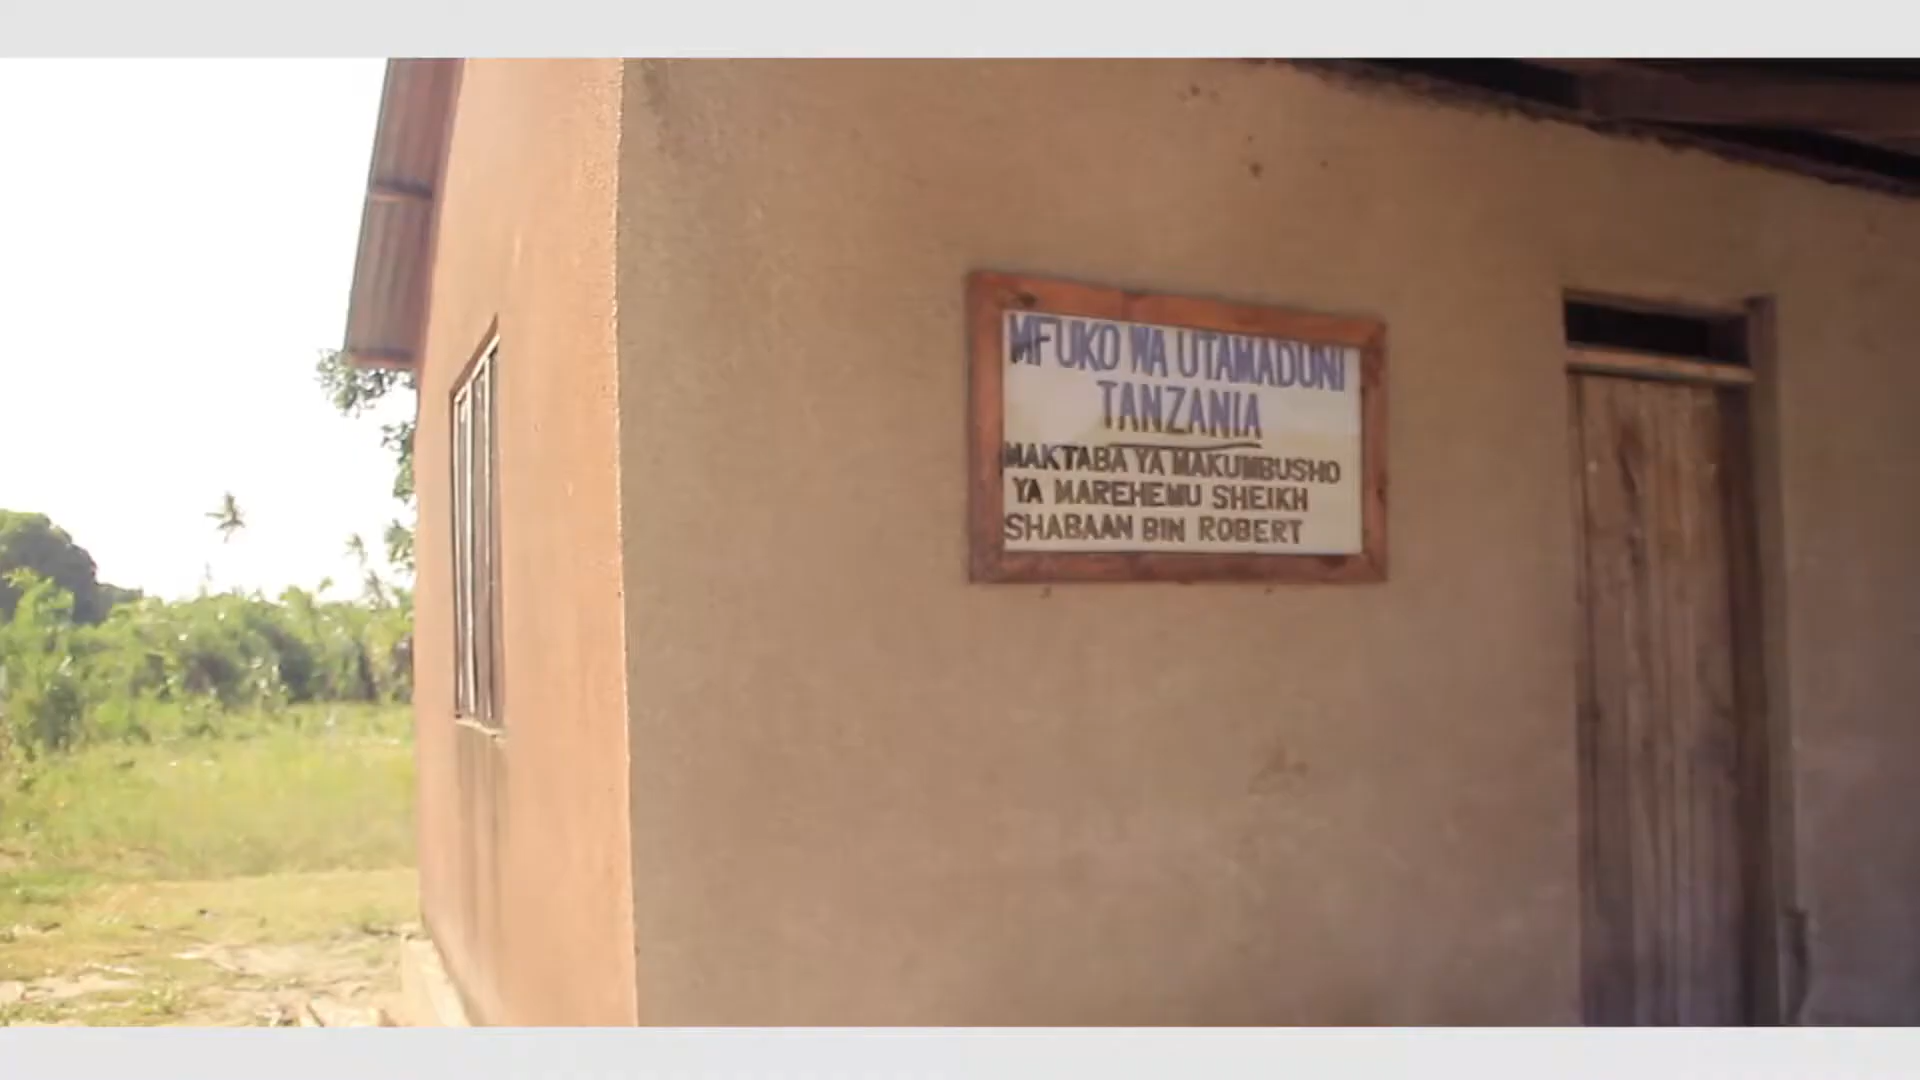 MFUKO WA UTAMADUNI
TANZANIA
MAKTABA YA MAKUMBUSHO
YA MAREHEMU SHEIKH
SHABAAN BIN ROBERT